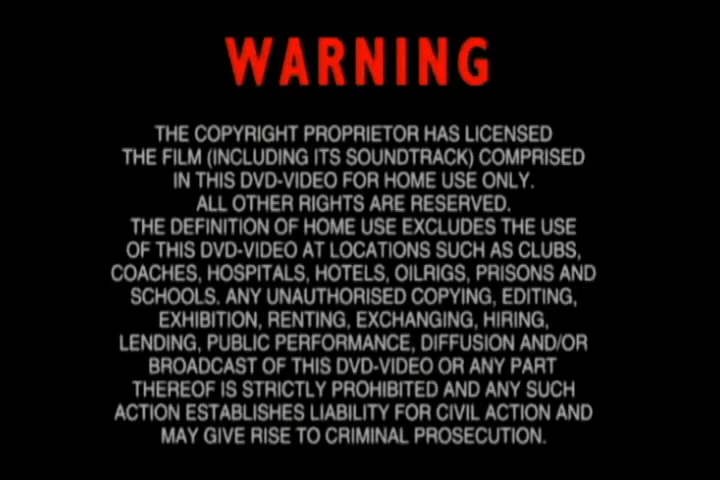 WARNING
THE COPYRIGHT PROPRIETOR HAS LICENSED
THE FILM (INCLUDING ITS SOUNDTRACK) COMPRISED
IN THIS DVD-VIDEO FOR HOME USE ONLY.
ALL OTHER RIGHTS ARE RESERVED.
THE DEFINITION OF HOME USE EXCLUDES THE USE
OF THIS DVD-VIDEO AT LOCATIONS SUCH AS CLUBS,
COACHES, HOSPITALS, HOTELS, OILRIGS, PRISONS AND
SCHOOLS. ANY UNAUTHORISED COPYING, EDITING,
EXHIBITION, RENTING, EXCHANGING, HIRING,
LENDING, PUBLIC PERFORMANCE, DIFFUSION AND/OR
BROADCAST OF THIS DVD-VIDEO OR ANY PART
THEREOF IS STRICTLY PROHIBITED AND ANY SUCH
ACTION ESTABLISHES LIABILITY FOR CIVIL ACTION AND
MAY GIVE RISE TO CRIMINAL PROSECUTION.